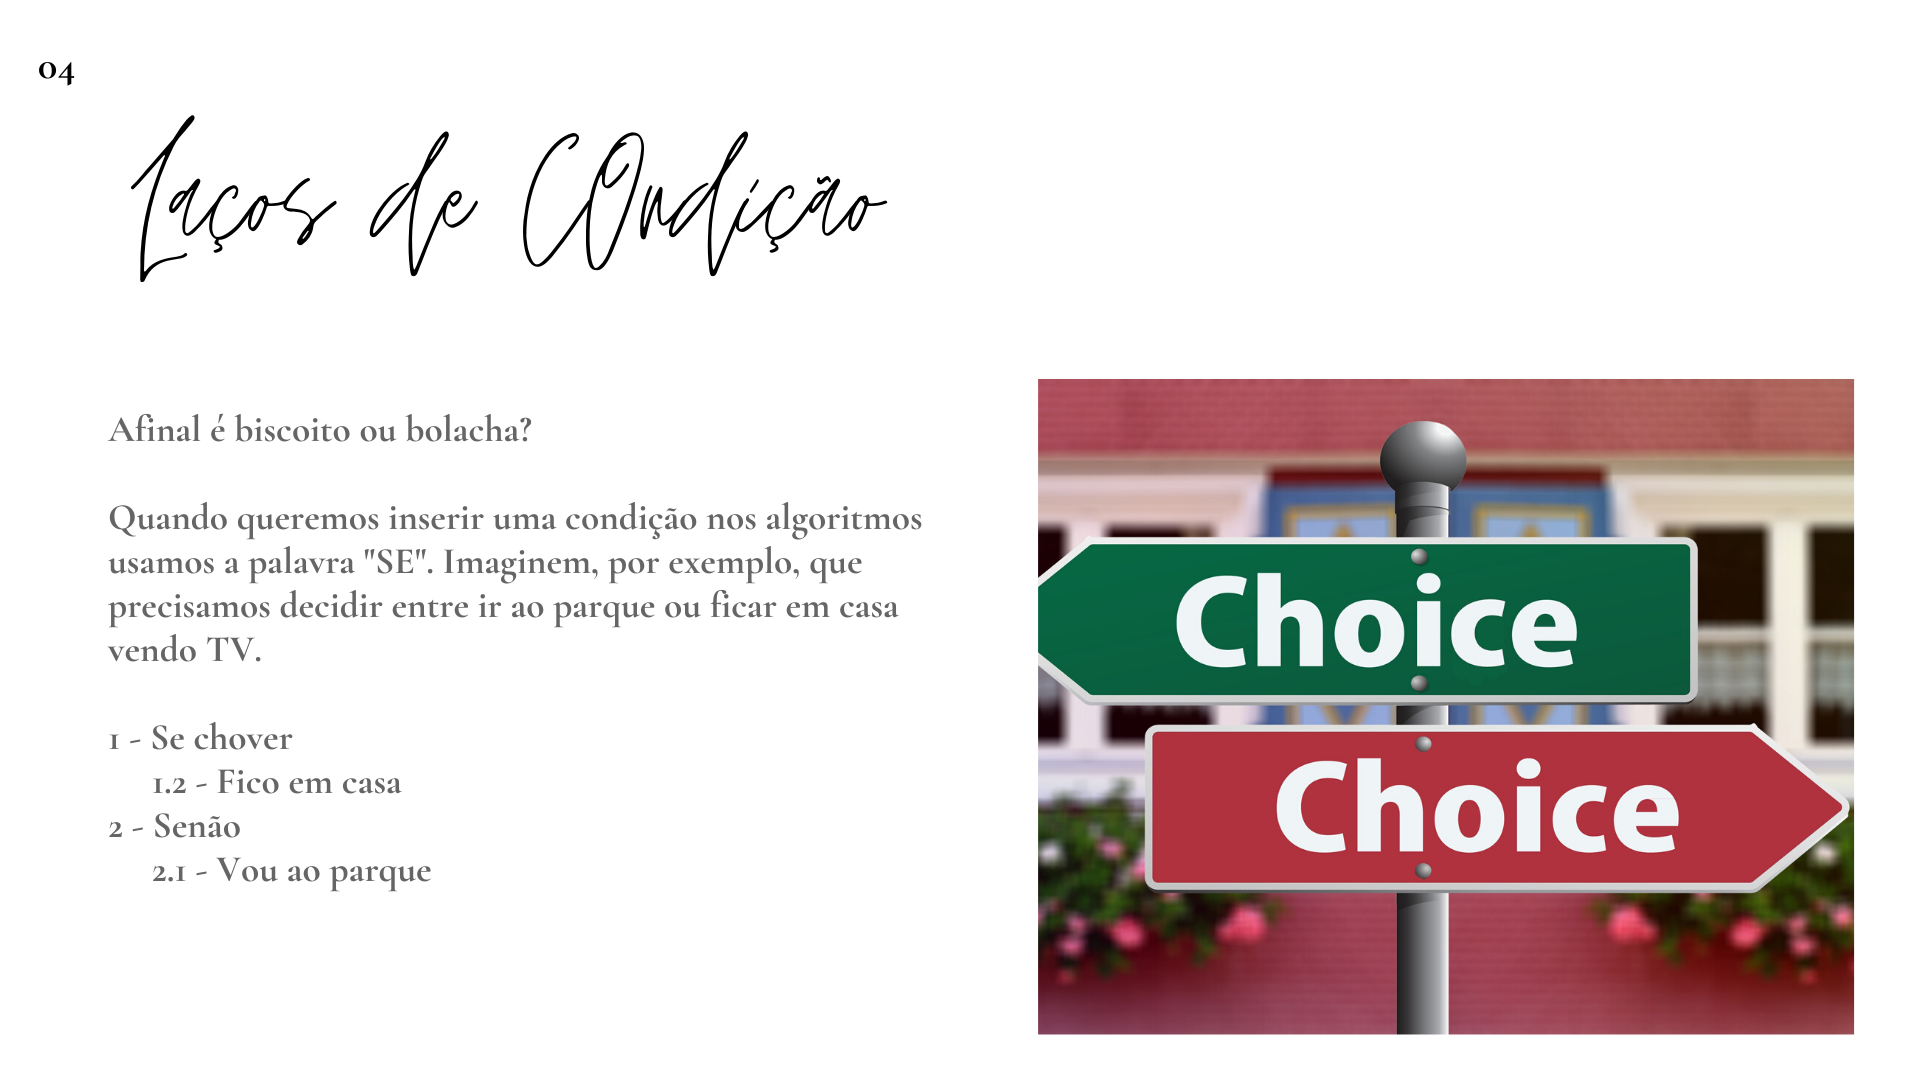 04
Laços de COndição
Afinal é biscoito ou bolacha?
Quando queremos inserir uma condição nos algoritmos
usamos a palavra "SE". Imaginem, por exemplo, que
precisamos decidir entre ir ao parque ou ficar em casa
vendo TV.
1 - Se chover
1.2 - Fico em casa
2 - Senão
2.1 - Vou ao parque
Choice
Choice